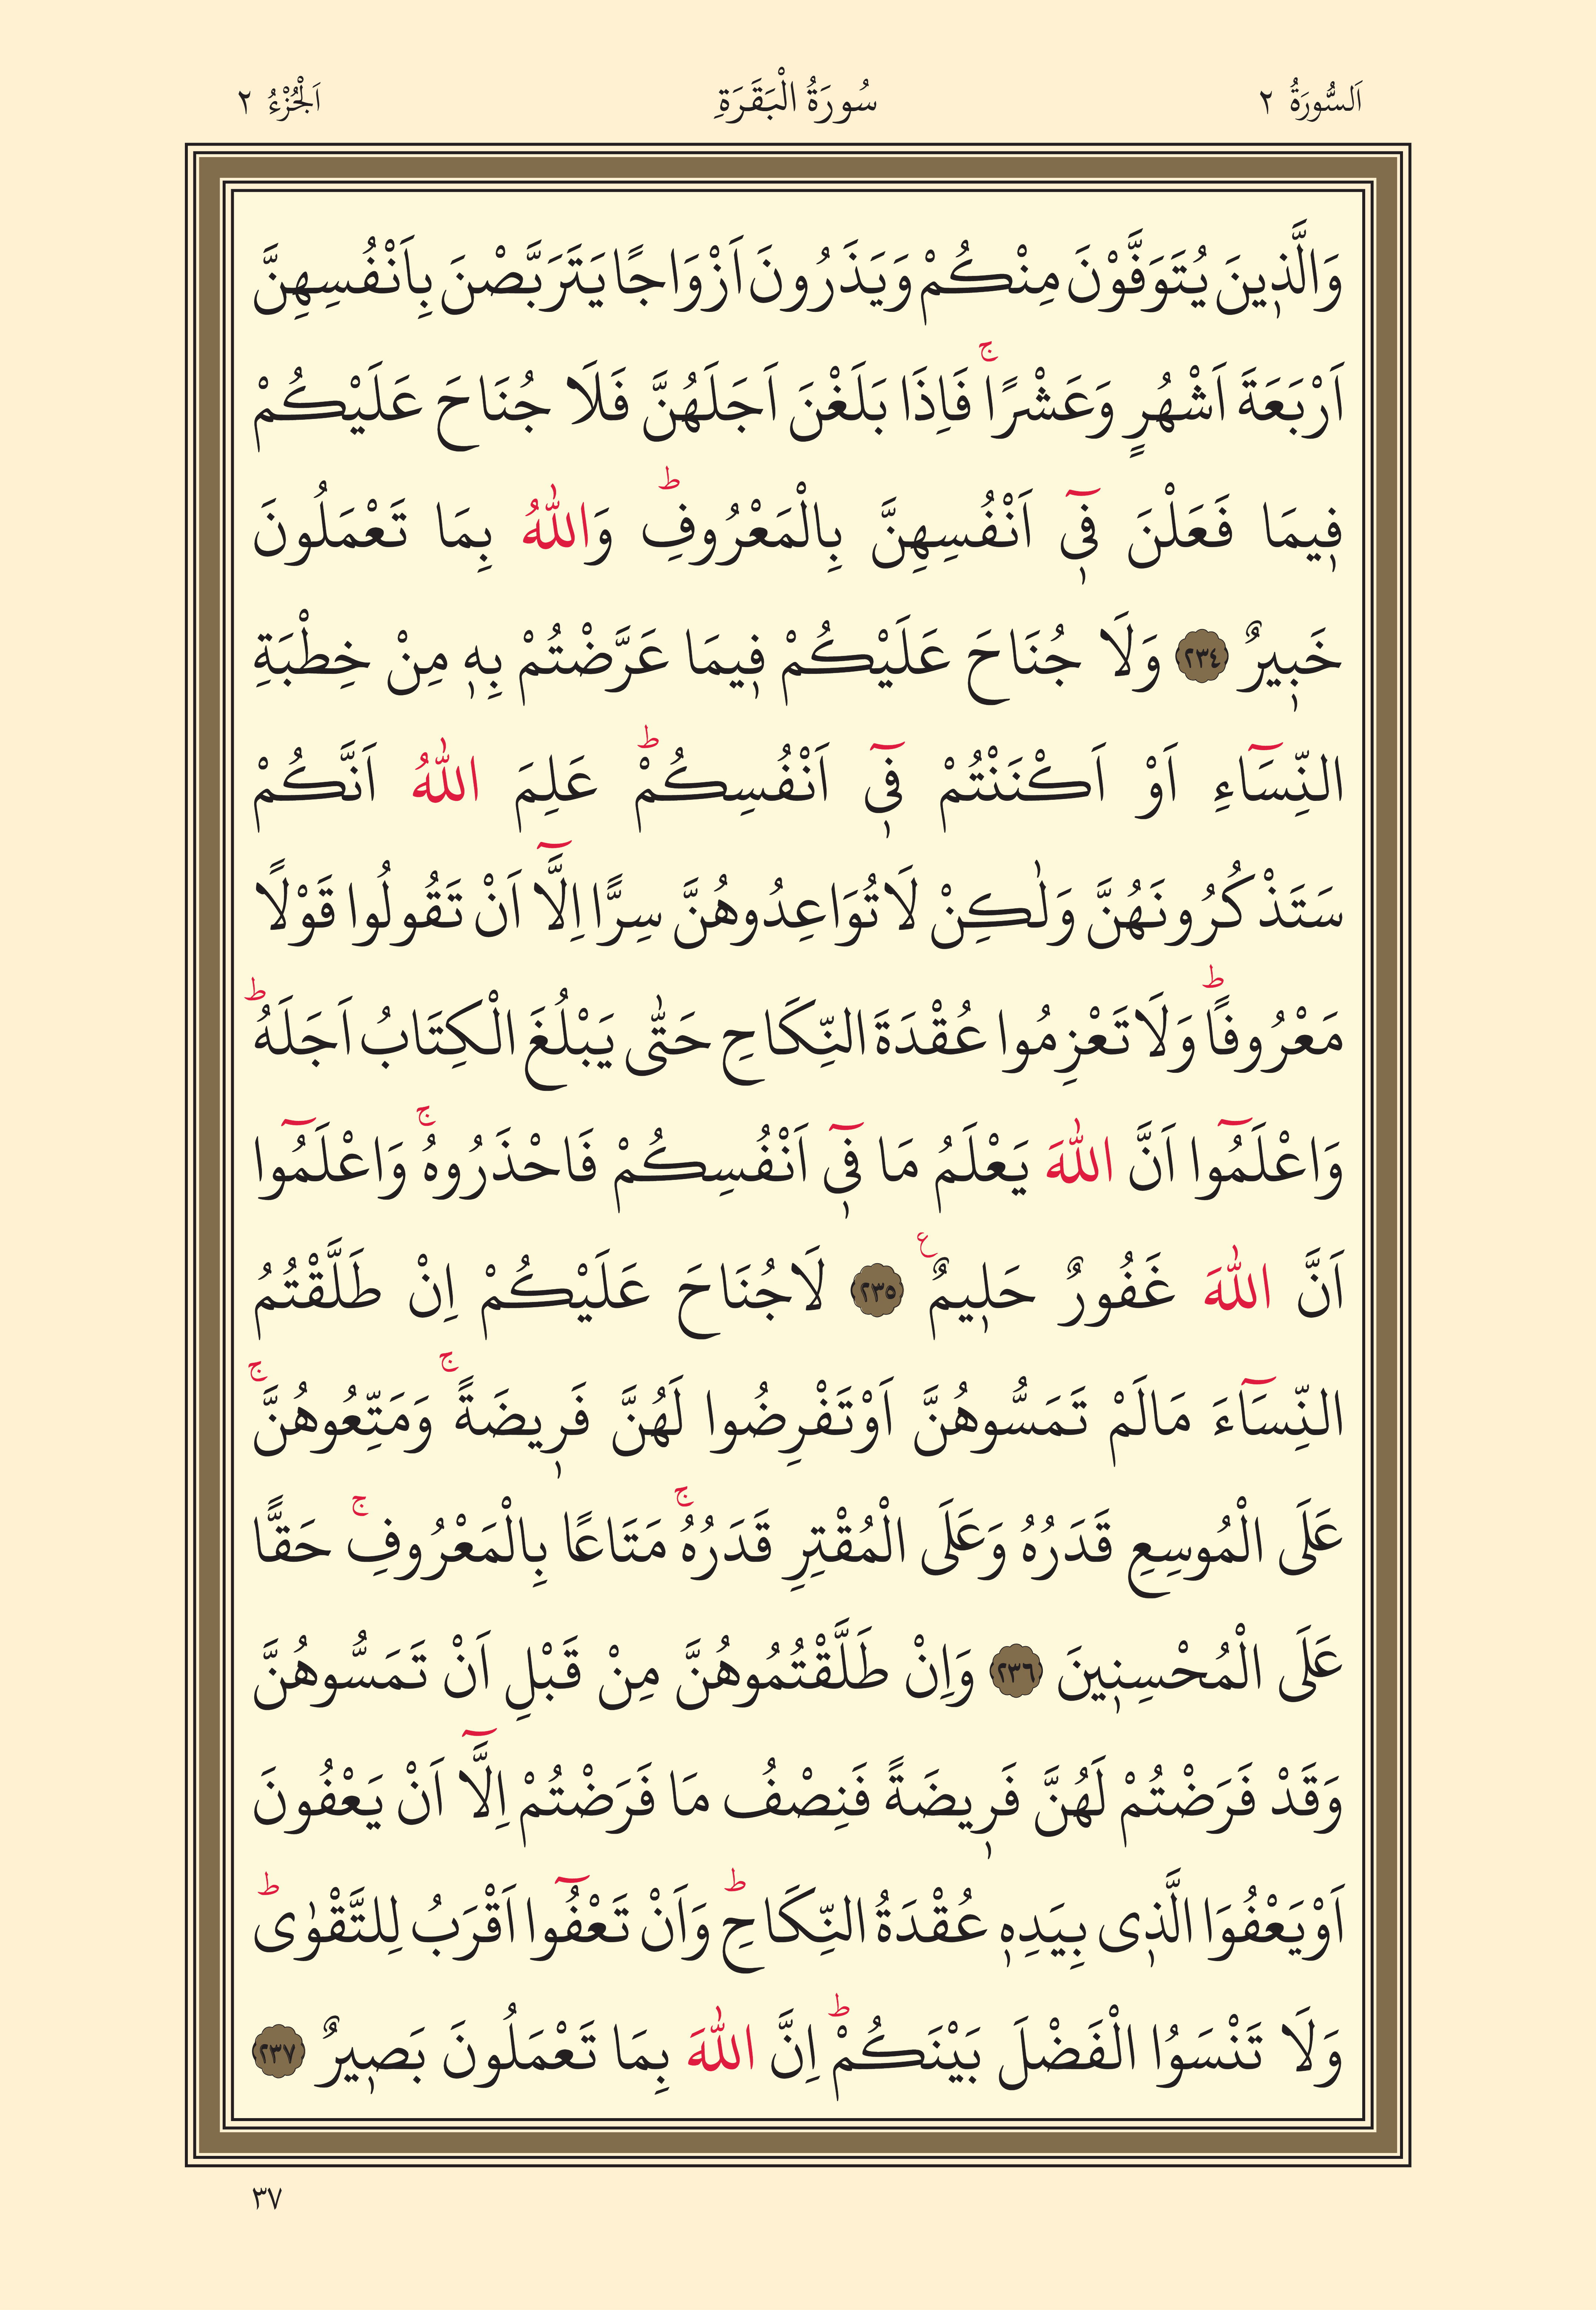 اَلسُّورَةُ ٢ سُورَةُ الْبَقَرَةِ اَلْجُزْءُ ٢
وَالَّذٖينَ يُتَوَفَّوْنَ مِنْكُمْ وَيَذَرُونَ اَزْوَاجًا يَتَرَبَّصْنَ بِاَنْفُسِهِنَّ
اَرْبَعَةَ اَشْهُرٍ وَعَشْرًاۚ فَاِذَا بَلَغْنَ اَجَلَهُنَّ فَلَا جُنَاحَ عَلَيْكُمْ
فٖيمَا فَعَلْنَ فٖٓي اَنْفُسِهِنَّ بِالْمَعْرُوفِؕ وَاللّٰهُ بِمَا تَعْمَلُونَ
خَبٖيرٌ ﴿٢٣٤﴾ وَلَا جُنَاحَ عَلَيْكُمْ فٖيمَا عَرَّضْتُمْ بِهٖ مِنْ خِطْبَةِ
النِّسَٓاءِ اَوْ اَكْنَنْتُمْ فٖٓي اَنْفُسِكُمْؕ عَلِمَ اللّٰهُ اَنَّكُمْ
سَتَذْكُرُونَهُنَّ وَلٰكِنْ لَا تُوَاعِدُوهُنَّ سِرًّا اِلَّٓا اَنْ تَقُولُوا قَوْلًا
مَعْرُوفًاؕ وَلَا تَعْزِمُوا عُقْدَةَ النِّكَاحِ حَتّٰى يَبْلُغَ الْكِتَابُ اَجَلَهُؕ
وَاعْلَمُٓوا اَنَّ اللّٰهَ يَعْلَمُ مَا فٖٓي اَنْفُسِكُمْ فَاحْذَرُوهُۚ وَاعْلَمُٓوا
اَنَّ اللّٰهَ غَفُورٌ حَلٖيمٌ ع ﴿٢٣٥﴾ لَا جُنَاحَ عَلَيْكُمْ اِنْ طَلَّقْتُمُ
النِّسَٓاءَ مَالَمْ تَمَسُّوهُنَّ اَوْ تَفْرِضُوا لَهُنَّ فَرٖيضَةًۚ وَمَتِّعُوهُنَّۚ
عَلَى الْمُوسِعِ قَدَرُهُ وَعَلَى الْمُقْتِرِ قَدَرُهُۚ مَتَاعًا بِالْمَعْرُوفِۚ حَقًّا
عَلَى الْمُحْسِنٖينَ ﴿٢٣٦﴾ وَاِنْ طَلَّقْتُمُوهُنَّ مِنْ قَبْلِ اَنْ تَمَسُّوهُنَّ
وَقَدْ فَرَضْتُمْ لَهُنَّ فَرٖيضَةً فَنِصْفُ مَا فَرَضْتُمْ اِلَّٓا اَنْ يَعْفُونَ
اَوْ يَعْفُوَا الَّذٖى بِيَدِهٖ عُقْدَةُ النِّكَاحِؕ وَاَنْ تَعْفُٓوا اَقْرَبُ لِلتَّقْوٰىؕ
وَلَا تَنْسَوُا الْفَضْلَ بَيْنَكُمْؕ اِنَّ اللّٰهَ بِمَا تَعْمَلُونَ بَصٖيرٌ ﴿٢٣٧﴾
٣٧